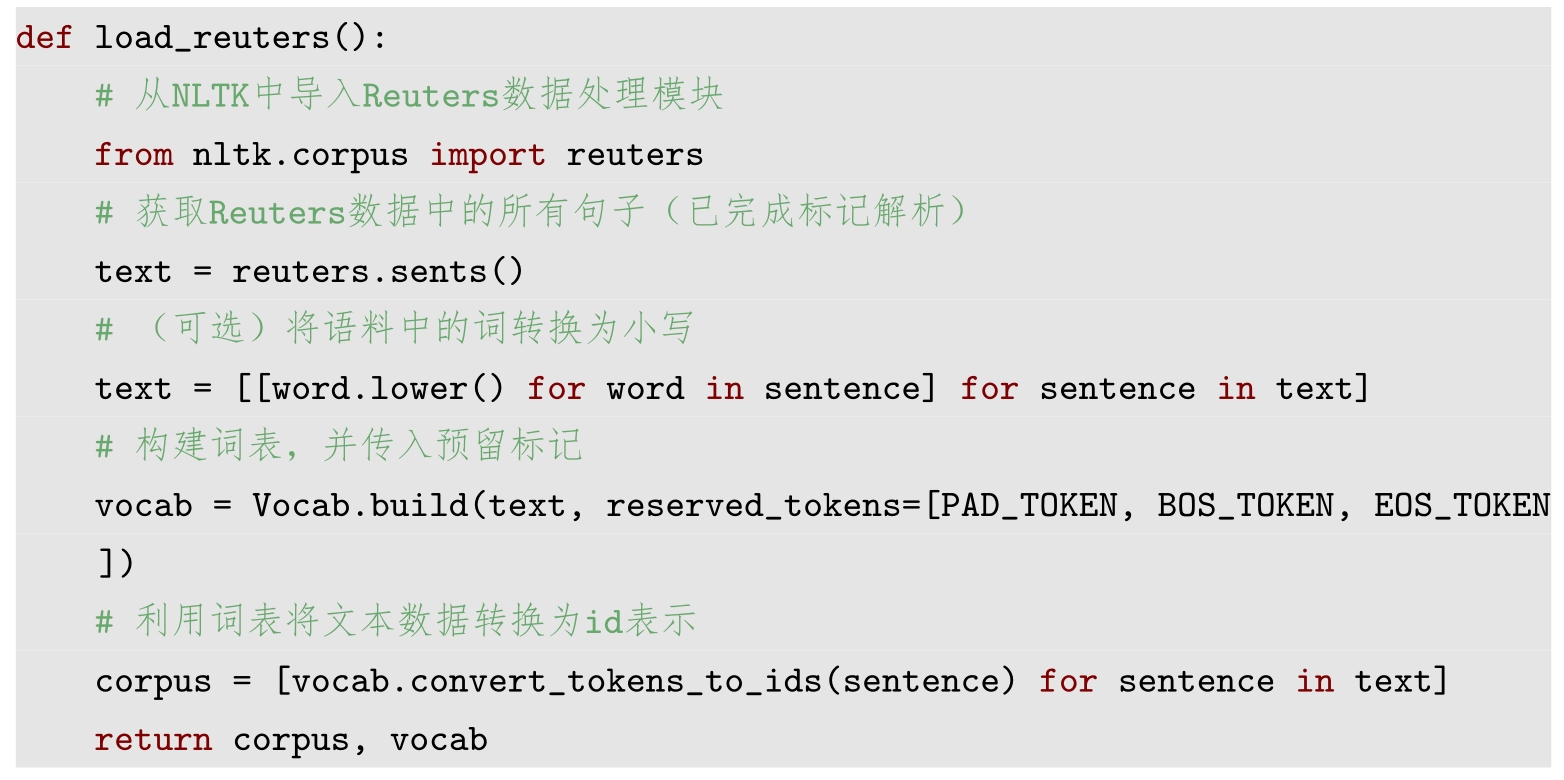 def load_reuters():
    # 从NLTK中导入Reuters数据处理模块
    from nltk.corpus import reuters
    # 获取Reuters数据中的所有句子（已完成标记解析）
    text = reuters.sents()
    # （可选）将语料中的词转换为小写
    text = [[word.lower() for word in sentence] for sentence in text]
    # 构建词表，并传入预留标记
    vocab = Vocab.build(text, reserved_tokens=[PAD_TOKEN, BOS_TOKEN, EOS_TOKEN
    ])
    # 利用词表将文本数据转换为id表示
    corpus = [vocab.convert_tokens_to_ids(sentence) for sentence in text]
    return corpus, vocab